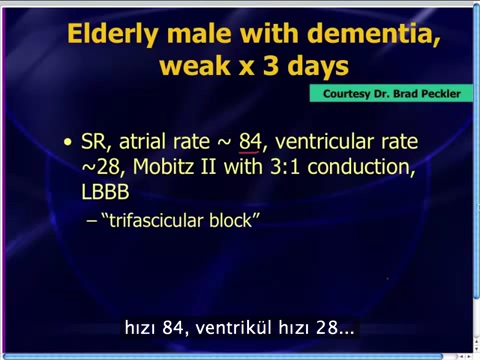 Elderly male with dementia,
weak x 3 days
Courtesy Dr. Brad Peckler
• SR, atrial rate ~ 84, ventricular rate
~28, Mobitz II with 3:1 conduction,
LBBB
– “trifascicular block”
hızı 84, ventrikül hızı 28...